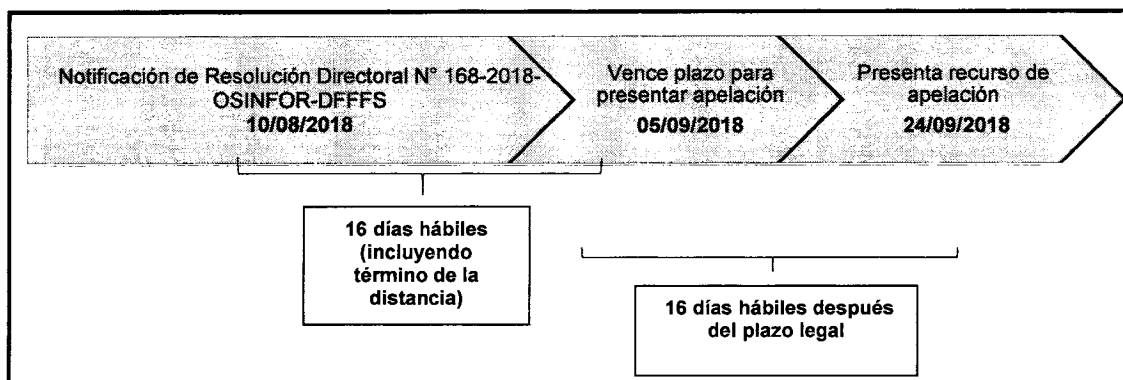 Notificación de Resolución Directoral N° 168-2018-
OSINFOR-DFFFS
10/08/2018
Vence plazo para
presentar apelación
05/09/2018
Presenta recurso de
apelación
24/09/2018
16 días hábiles
(incluyendo
término de la
distancia)
16 días hábiles después
del plazo legal